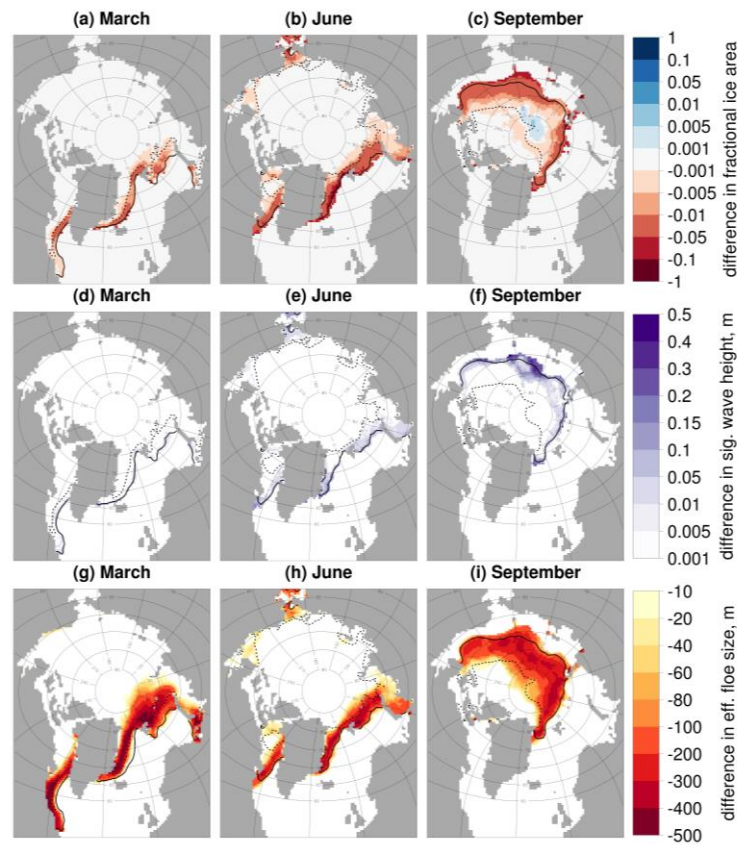 (a) March
(b) June
(c) September
1
0.1
0.05
0.01
0.005
-0.001
-0.005
-0.01
-0.05
-0.1
-1
difference in fractional ice area
(d) March
(e) June
(f) September
0.5
0.4
0.3
0.2
0.15
0.1
0.05
0.01
0.005
0.001
difference in sig. wave height, m
(g) March
(h) June
(i) September
-10
-20
-40
-60
-80
-100
-200
-300
-400
-500
difference in eff. floe size, m